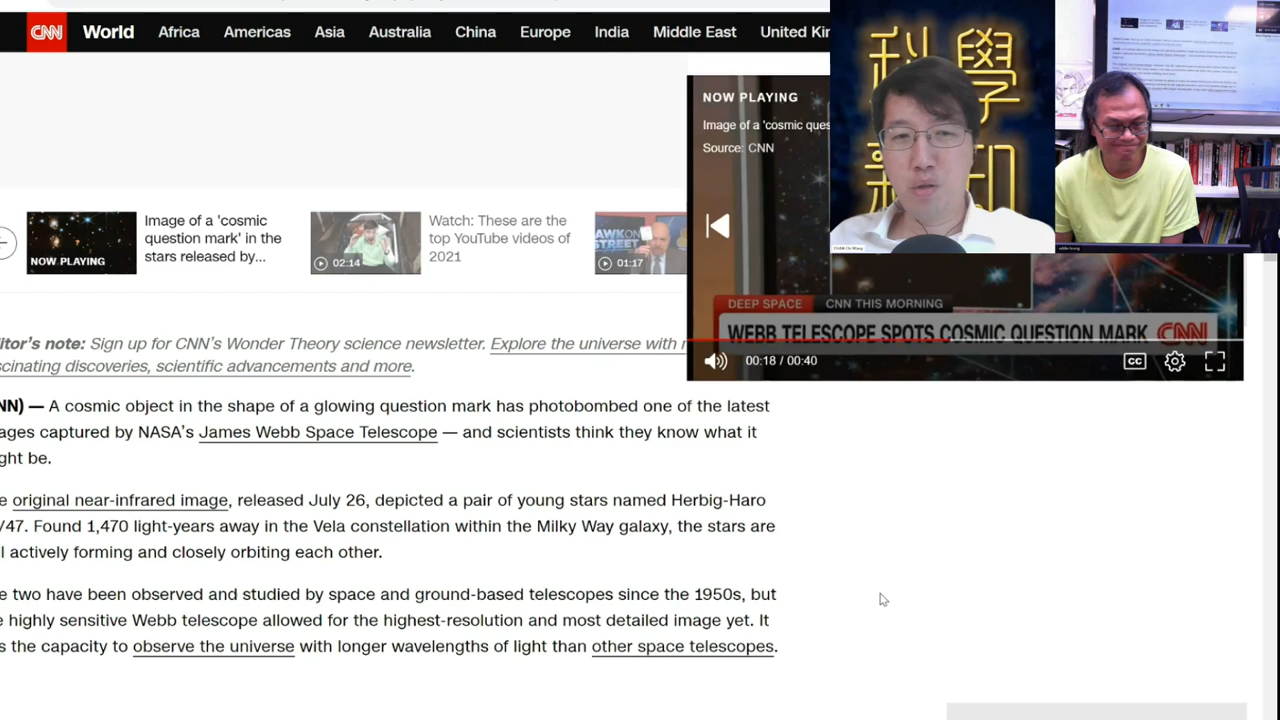 CNN World Africa Americas Asia Australia China Europe India Middle East United Ki
科學
新知
NOW PLAYING
Image of a 'cosmic ques
Source: CNN
Image of a 'cosmic
question mark' in the
stars released by...
NOW PLAYING
Watch: These are the
top YouTube videos of
2021
02:14
01:17
DEEP SPACE CNN THIS MORNING
WEBB TELESCOPE SPOTS COSMIC QUESTION MARK CNN
00:18 / 00:40
CC
itor's note: Sign up for CNN's Wonder Theory science newsletter. Explore the universe with n
scinating discoveries, scientific advancements and more.
NN) — A cosmic object in the shape of a glowing question mark has photobombed one of the latest
ages captured by NASA's James Webb Space Telescope — and scientists think they know what it
ght be.
e original near-infrared image, released July 26, depicted a pair of young stars named Herbig-Haro
/47. Found 1,470 light-years away in the Vela constellation within the Milky Way galaxy, the stars are
l actively forming and closely orbiting each other.
e two have been observed and studied by space and ground-based telescopes since the 1950s, but
e highly sensitive Webb telescope allowed for the highest-resolution and most detailed image yet. It
s the capacity to observe the universe with longer wavelengths of light than other space telescopes.